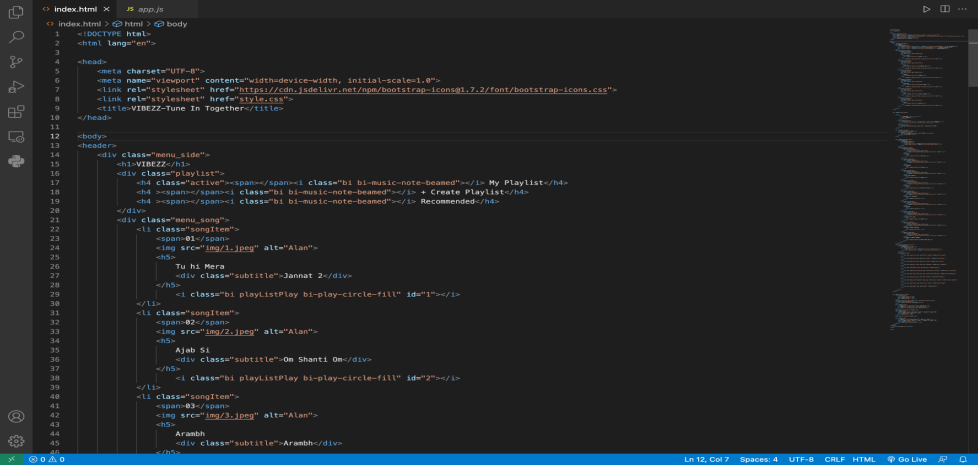 index.html
JS app.js
index.html > html > body
1 <!DOCTYPE html>
2 <html lang="en">
3
4 <head>
5 <meta charset="UTF-8">
6 <meta name="viewport" content="width=device-width, initial-scale=1.0">
7 <link rel="stylesheet" href="https://cdn.jsdelivr.net/npm/bootstrap-icons@1.7.2/font/bootstrap-icons.css">
8 <link rel="stylesheet" href="style.css">
9 <title>VIBEZZ-Tune In Together</title>
10 </head>
11
12 <body>
13 <header>
14 <div class="menu_side">
15 <h1>VIBEZZ</h1>
16 <div class="playlist">
17 <h4 class="active"><span></span><i class="bi bi-music-note-beamed"></i> My Playlist</h4>
18 <h4 ><span></span><i class="bi bi-music-note-beamed"></i> + Create Playlist</h4>
19 <h4 ><span></span><i class="bi bi-music-note-beamed"></i> Recommended</h4>
20 </div>
21 <div class="menu_song">
22 <li class="songItem">
23 <span>01</span>
24 <img src="img/1.jpeg" alt="Alan">
25 <h5>
26 Tu hi Mera
27 <div class="subtitle">Jannat 2</div>
28 </h5>
29 <i class="bi playListPlay bi-play-circle-fill" id="1"></i>
30 </li>
31 <li class="songItem">
32 <span>02</span>
33 <img src="img/2.jpeg" alt="Alan">
34 <h5>
35 Ajab Si
36 <div class="subtitle">Om Shanti Om</div>
37 </h5>
38 <i class="bi playListPlay bi-play-circle-fill" id="2"></i>
39 </li>
40 <li class="songItem">
41 <span>03</span>
42 <img src="img/3.jpeg" alt="Alan">
43 <h5>
44 Arambh
45 <div class="subtitle">Arambh</div>
46 </h5>
0 0 Ln 12, Col 7 Spaces: 4 UTF-8 CRLF HTML Go Live